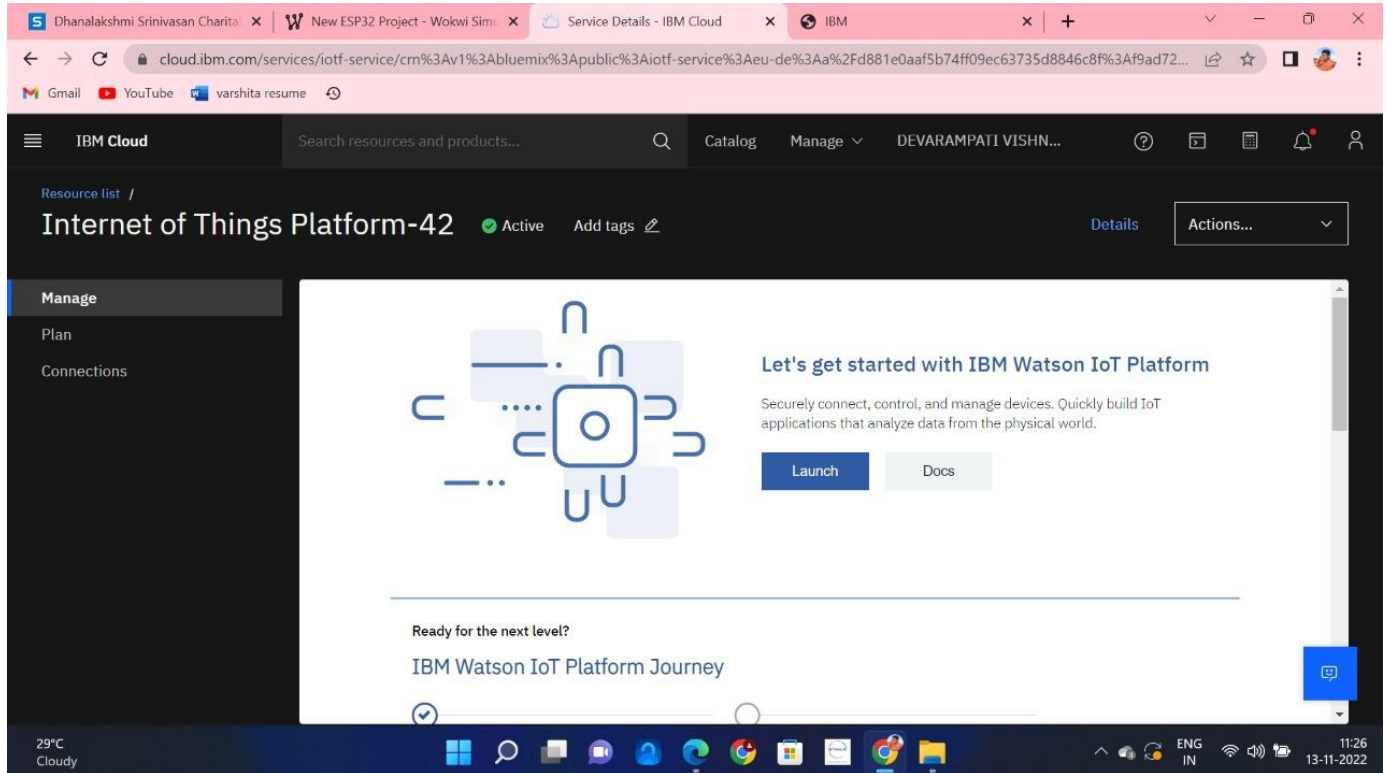 Dhanalakshmi Srinivasan Charital
New ESP32 Project - Wokwi Simu
Service Details - IBM Cloud
IBM
cloud.ibm.com/services/iotf-service/crn%3Av1%3Abluemix%3Apublic%3Aiotf-service%3Aeu-de%3Aa%2Fd881e0aaf5b74ff09ec63735d8846c8f%3Af9ad72...
Gmail
YouTube
varshita resume
IBM Cloud
Search resources and products...
Catalog
Manage
DEVARAMPATI VISHN...
Resource list /
Internet of Things Platform-42
Active
Add tags
Details
Actions...
Manage
Plan
Connections
Let's get started with IBM Watson IoT Platform
Securely connect, control, and manage devices. Quickly build IoT
applications that analyze data from the physical world.
Launch
Docs
Ready for the next level?
IBM Watson IoT Platform Journey
29°C
Cloudy
ENG
IN
11:26
13-11-2022